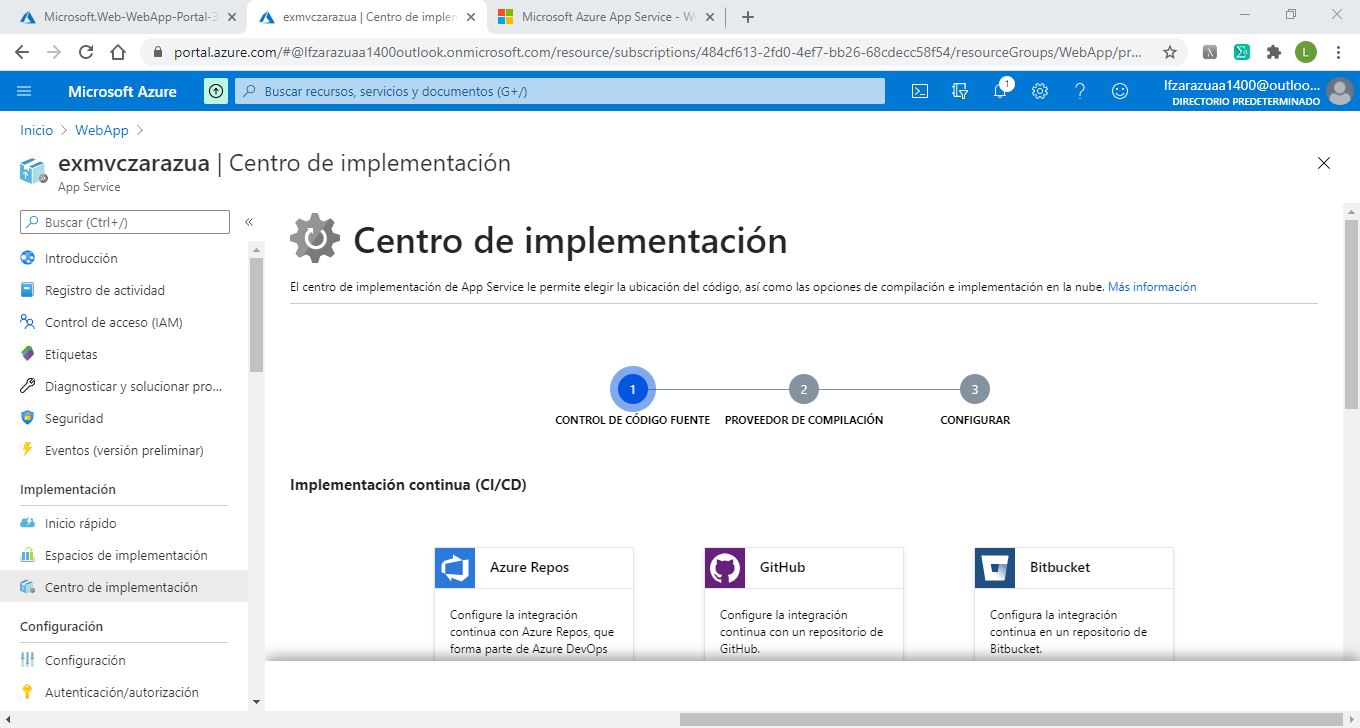 Microsoft.Web-WebApp-Portal-3
exmvczarazua | Centro de implen
Microsoft Azure App Service - W
portal.azure.com/#@lfzarazuaa1400outlook.onmicrosoft.com/resource/subscriptions/484cf613-2fd0-4ef7-bb26-68cdecc58f54/resourceGroups/WebApp/pr...
L
Microsoft Azure
Buscar recursos, servicios y documentos (G+/)
1
lfzarazuaa1400@outloo...
DIRECTORIO PREDETERMINADO
Inicio > WebApp >
exmvczarazua | Centro de implementación
App Service
Buscar (Ctrl+/)
«
Introducción
Registro de actividad
Control de acceso (IAM)
Etiquetas
Diagnosticar y solucionar pro...
Seguridad
Eventos (versión preliminar)
Implementación
Inicio rápido
Espacios de implementación
Centro de implementación
Configuración
Configuración
Autenticación/autorización
Centro de implementación
El centro de implementación de App Service le permite elegir la ubicación del código, así como las opciones de compilación e implementación en la nube. Más información
1
2
3
CONTROL DE CÓDIGO FUENTE
PROVEEDOR DE COMPILACIÓN
CONFIGURAR
Implementación continua (CI/CD)
Azure Repos
Configure la integración
continua con Azure Repos, que
forma parte de Azure DevOps
GitHub
Configure la integración
continua con un repositorio de
GitHub.
Bitbucket
Configura la integración
continua en un repositorio de
Bitbucket.